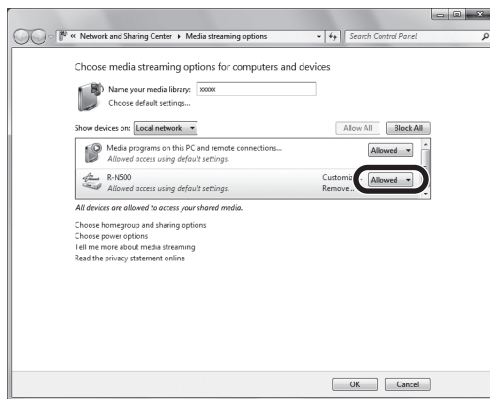 « Network and Sharing Center ▸ Media streaming options
Search Control Panel
Choose media streaming options for computers and devices
Name your media library: xxxxx
Choose default settings...
Show devices on: Local network
Allow All Block All
Media programs on this PC and remote connections...
Allowed access using default settings.
Allowed
R-N500
Allowed access using default settings.
Customiz
Remove..
Allowed
All devices are allowed to access your shared media.
Choose homegroup and sharing options
Choose power options
Tell me more about media streaming
Read the privacy statement online
OK Cancel